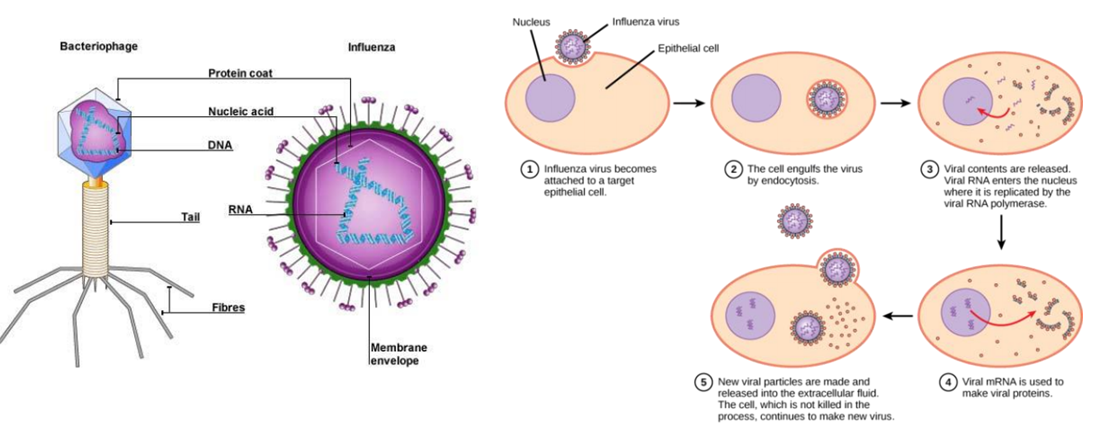 Bacteriophage
Influenza
Protein coat
Nucleic acid
DNA
RNA
Tail
Fibres
Membrane
envelope
Nucleus
Influenza virus
Epithelial cell
1 Influenza virus becomes
attached to a target
epithelial cell.
2 The cell engulfs the virus
by endocytosis.
3 Viral contents are released.
Viral RNA enters the nucleus
where it is replicated by the
viral RNA polymerase.
4 Viral mRNA is used to
make viral proteins.
5 New viral particles are made and
released into the extracellular fluid.
The cell, which is not killed in the
process, continues to make new virus.